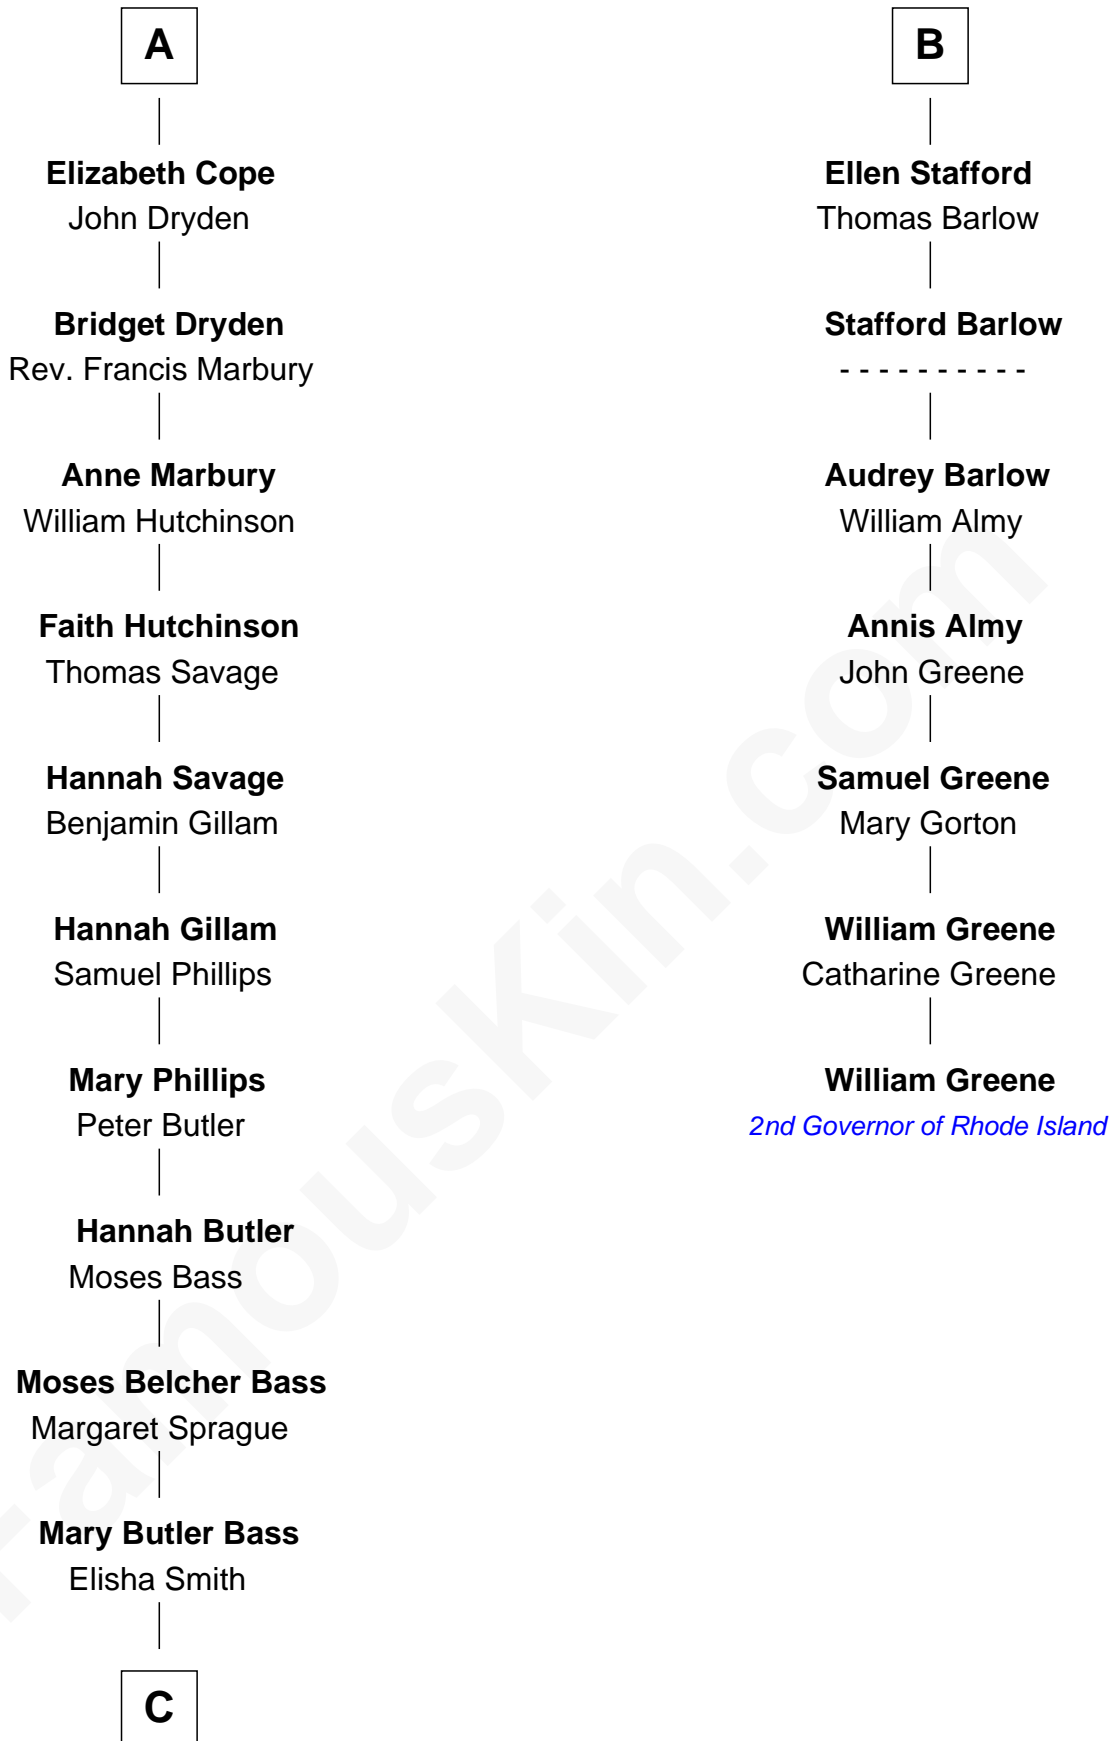 A
Elizabeth Cope
John Dryden
Bridget Dryden
Rev. Francis Marbury
Anne Marbury
William Hutchinson
Faith Hutchinson
Thomas Savage
Hannah Savage
Benjamin Gillam
Hannah Gillam
Samuel Phillips
Mary Phillips
Peter Butler
Hannah Butler
Moses Bass
Moses Belcher Bass
Margaret Sprague
Mary Butler Bass
Elisha Smith
C
B
Ellen Stafford
Thomas Barlow
Stafford Barlow
- - - - - - - - - -
Audrey Barlow
William Almy
Annis Almy
John Greene
Samuel Greene
Mary Gorton
William Greene
Catharine Greene
William Greene
2nd Governor of Rhode Island
FamousKin.com